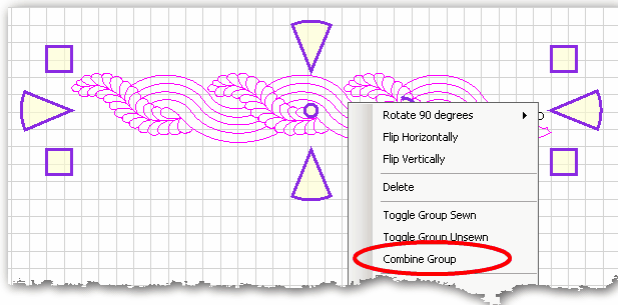 Rotate 90 degrees
Flip Horizontally
Flip Vertically
Delete
Toggle Group Sewn
Toggle Group Unsewn
Combine Group